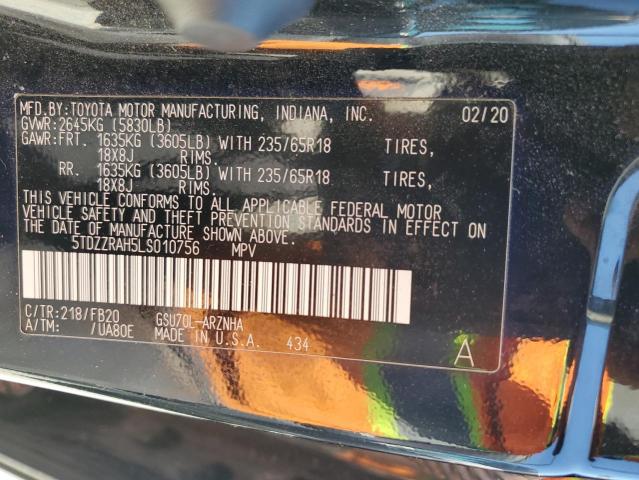 MFD.BY:TOYOTA MOTOR MANUFACTURING, INDIANA, INC. 02/20
GVWR:2645KG (5830LB)
GAWR:FRT. 1635KG (3605LB) WITH 235/65R18 TIRES,
18X8J RIMS,
RR. 1635KG (3605LB) WITH 235/65R18 TIRES,
18X8J RIMS.
THIS VEHICLE CONFORMS TO ALL APPLICABLE FEDERAL MOTOR
VEHICLE SAFETY AND THEFT PREVENTION STANDARDS IN EFFECT ON
THE DATE OF MANUFACTURE SHOWN ABOVE.
5TDZZRAH5LS010756 MPV
C/TR:218/FB20 GSU70L-ARZNHA
A/TM: /UA80E MADE IN U.S.A. 434
A